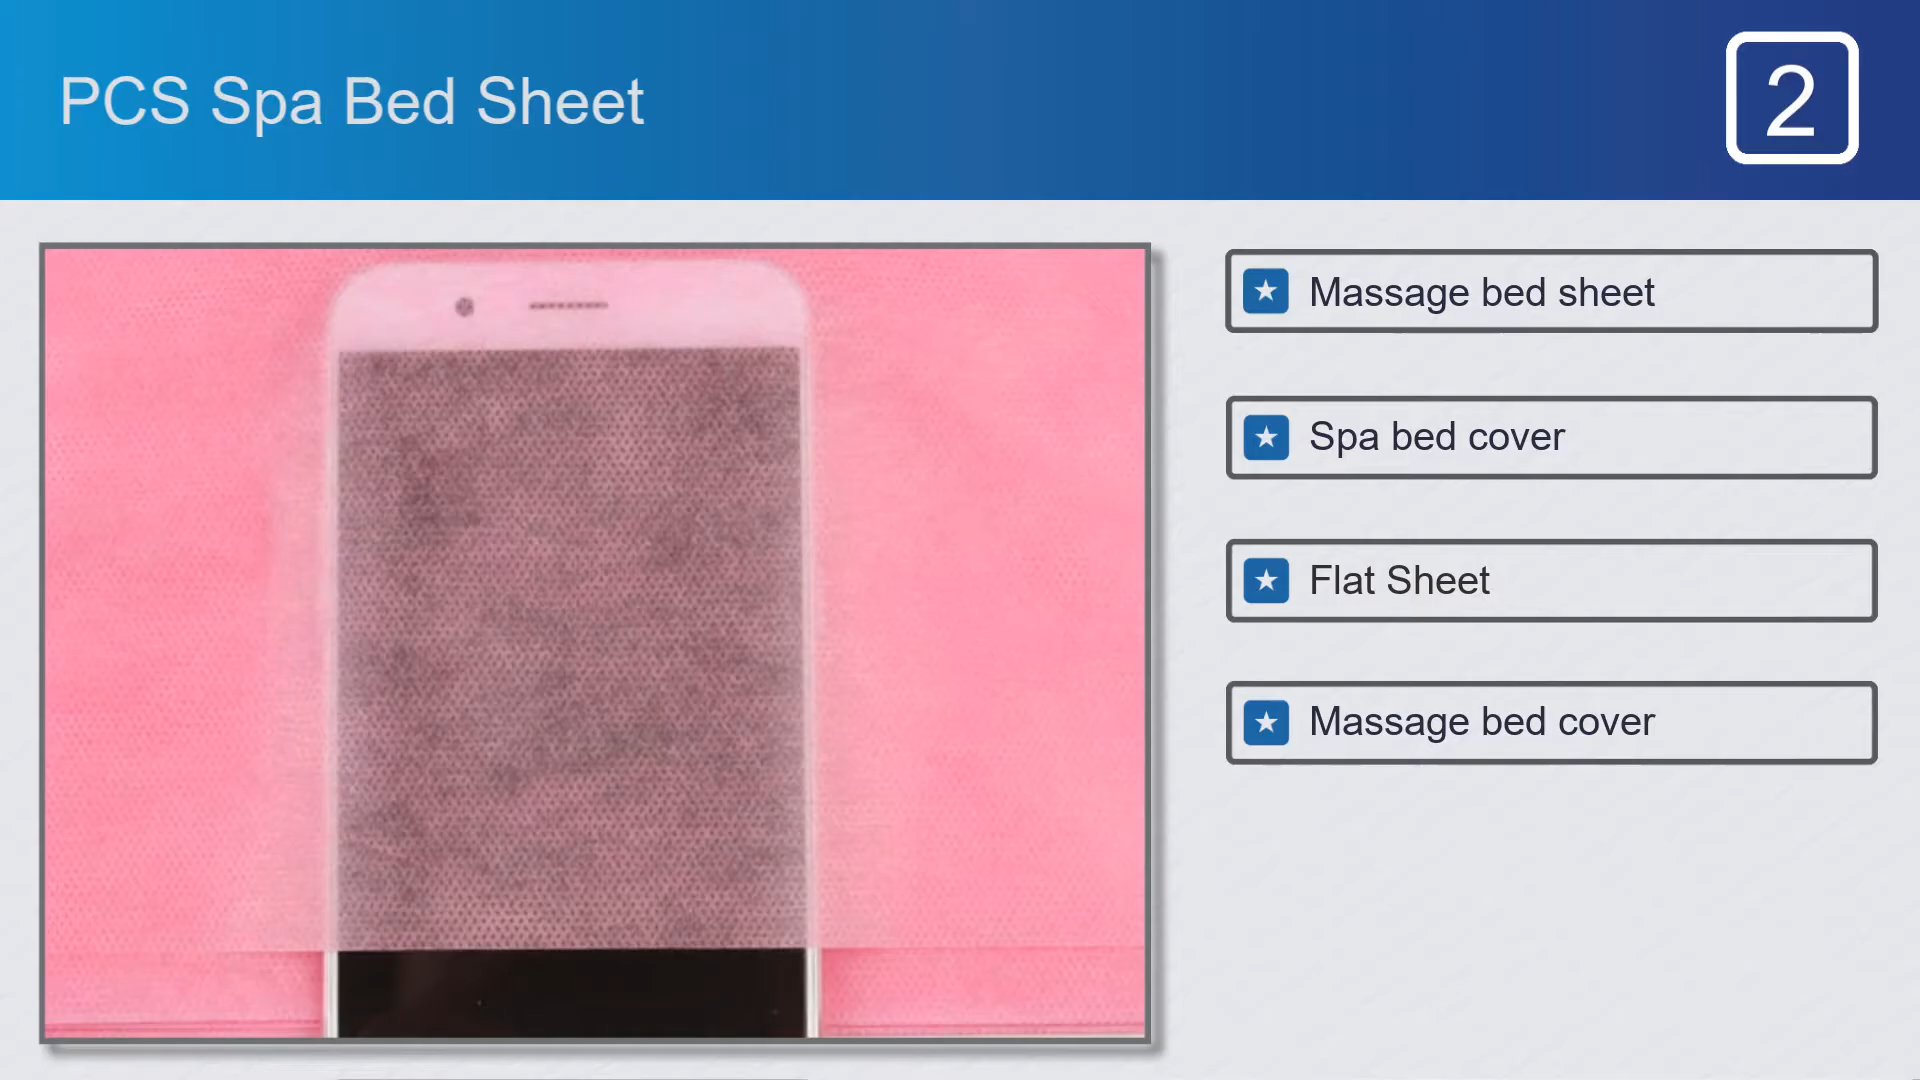 PCS Spa Bed Sheet
2
Massage bed sheet
Spa bed cover
Flat Sheet
Massage bed cover